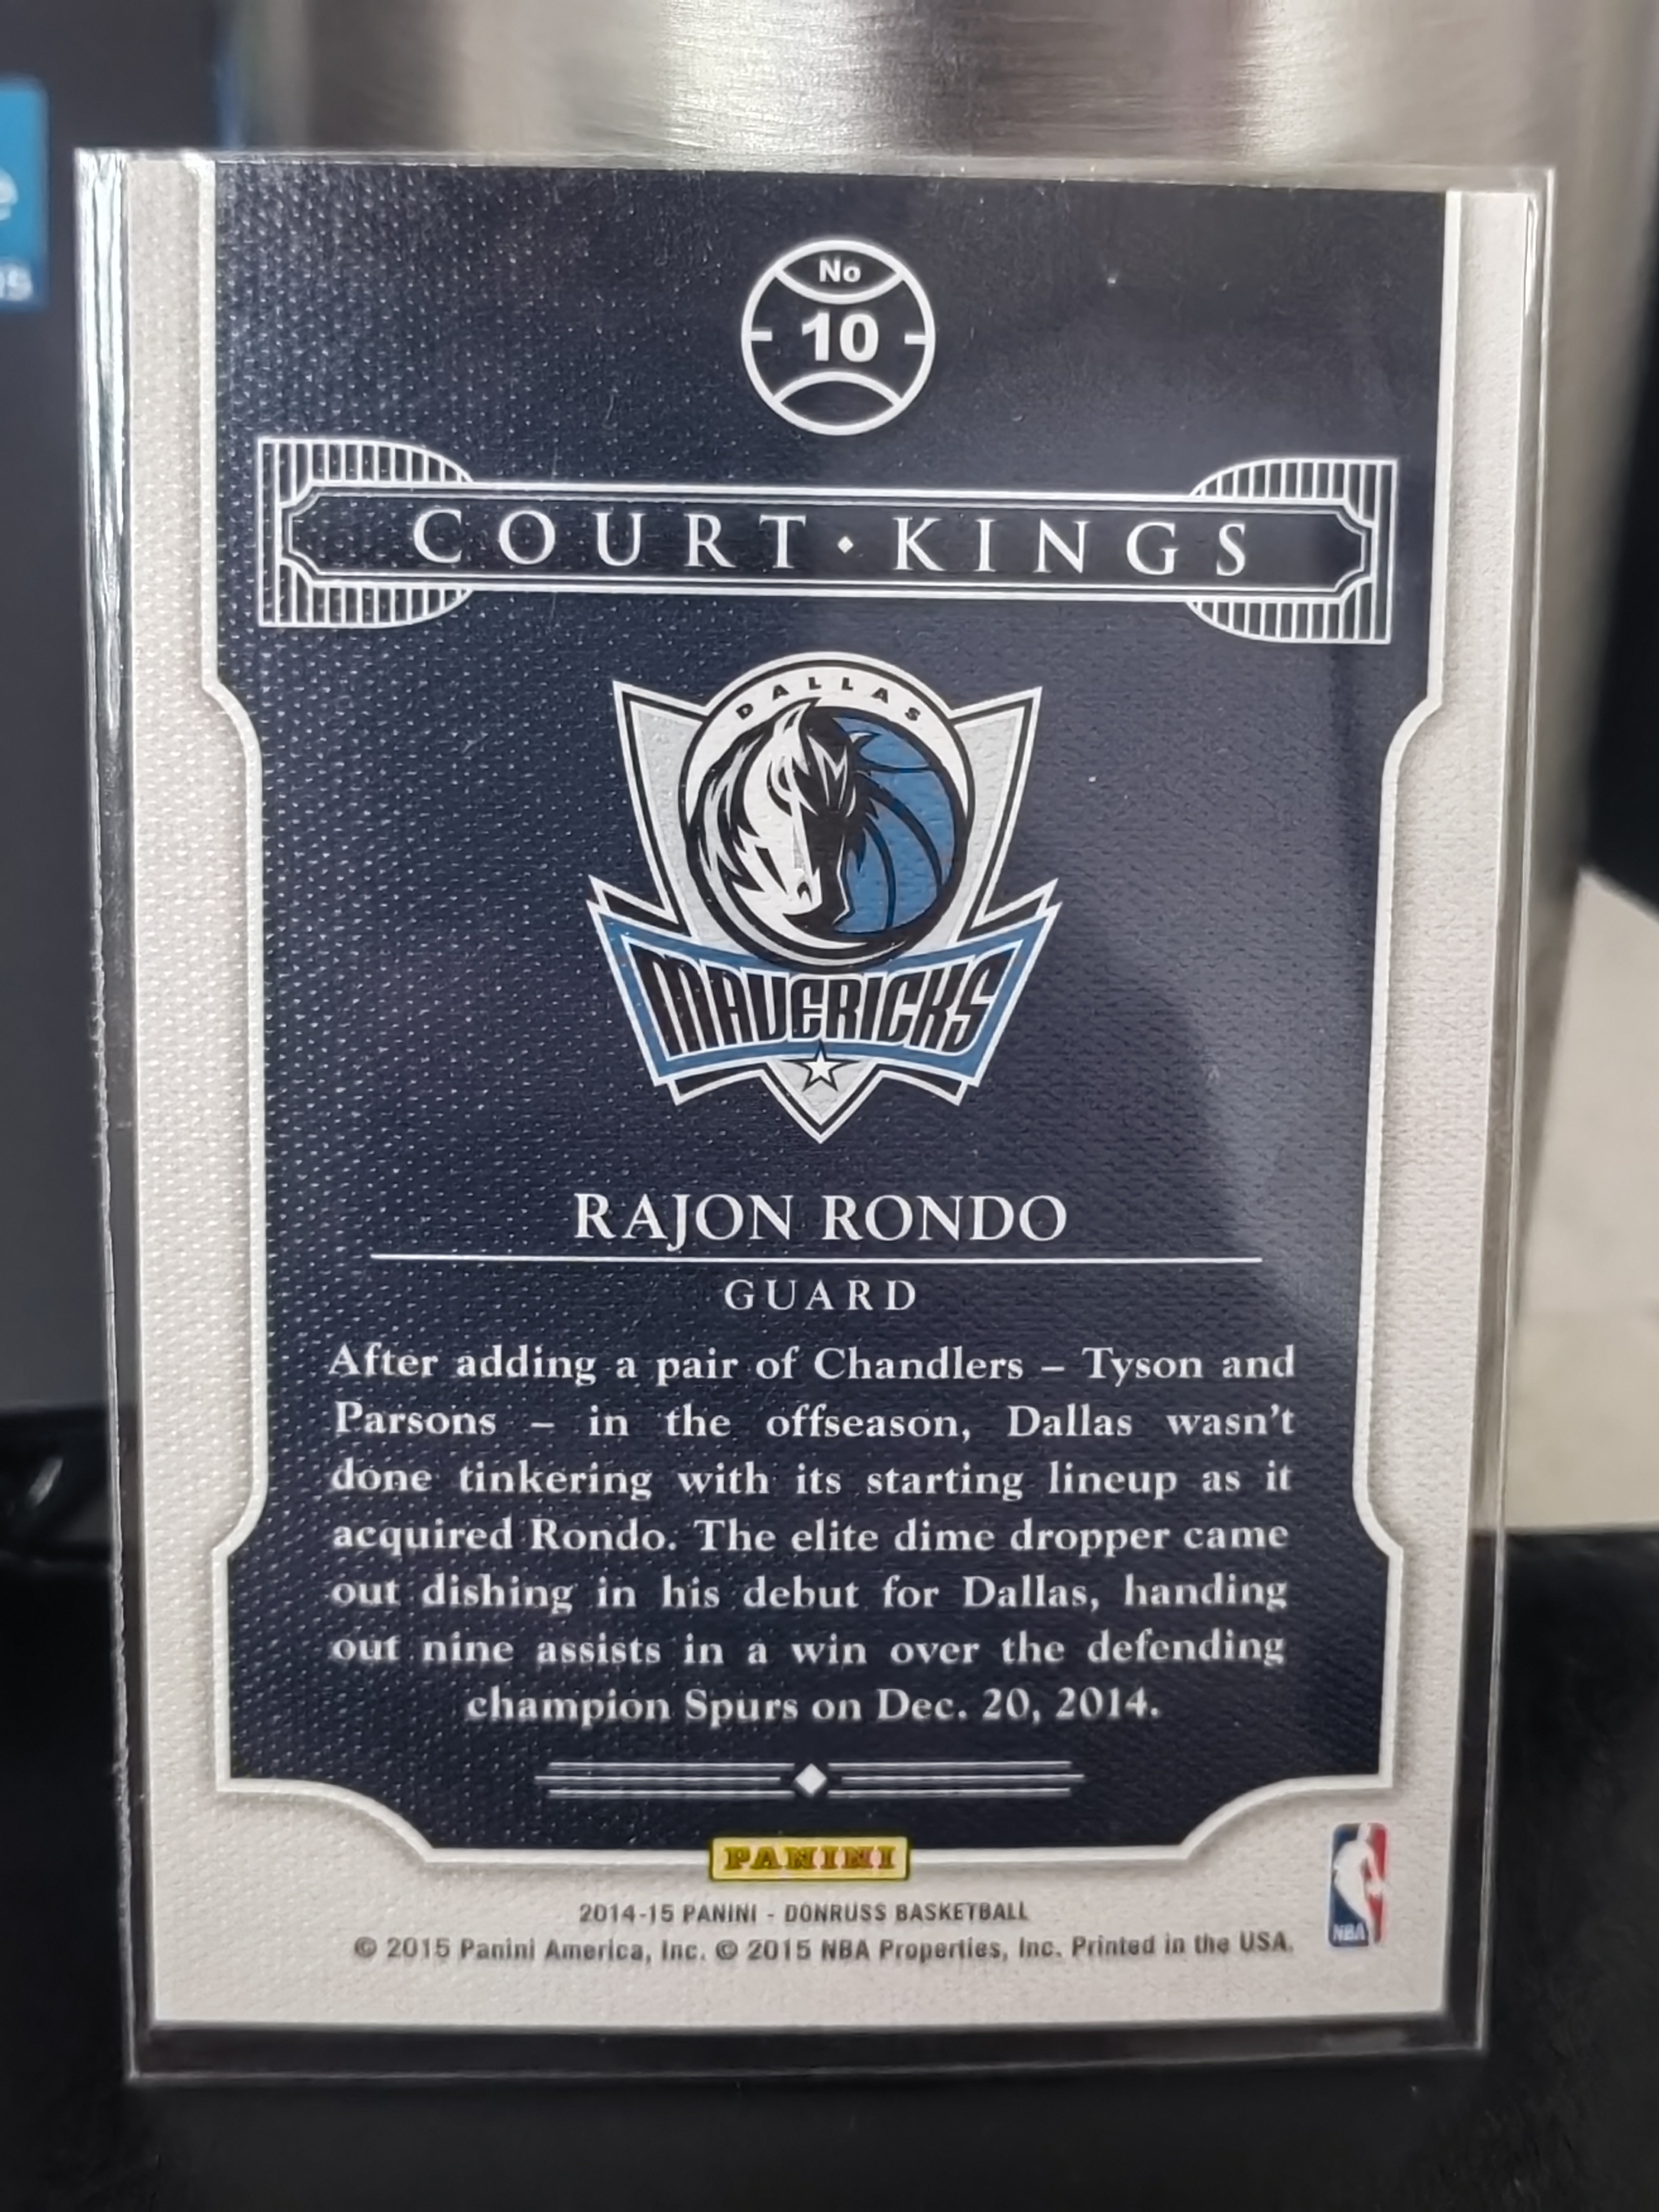 No
10
COURT • KINGS
DALLAS
MAVERICKS
RAJON RONDO
GUARD
After adding a pair of Chandlers – Tyson and
Parsons – in the offseason, Dallas wasn't
done tinkering with its starting lineup as it
acquired Rondo. The elite dime dropper came
out dishing in his debut for Dallas, handing
out nine assists in a win over the defending
champion Spurs on Dec. 20, 2014.
PANINI
2014-15 PANINI - DONRUSS BASKETBALL
© 2015 Panini America, Inc. © 2015 NBA Properties, Inc. Printed in the USA.
NBA